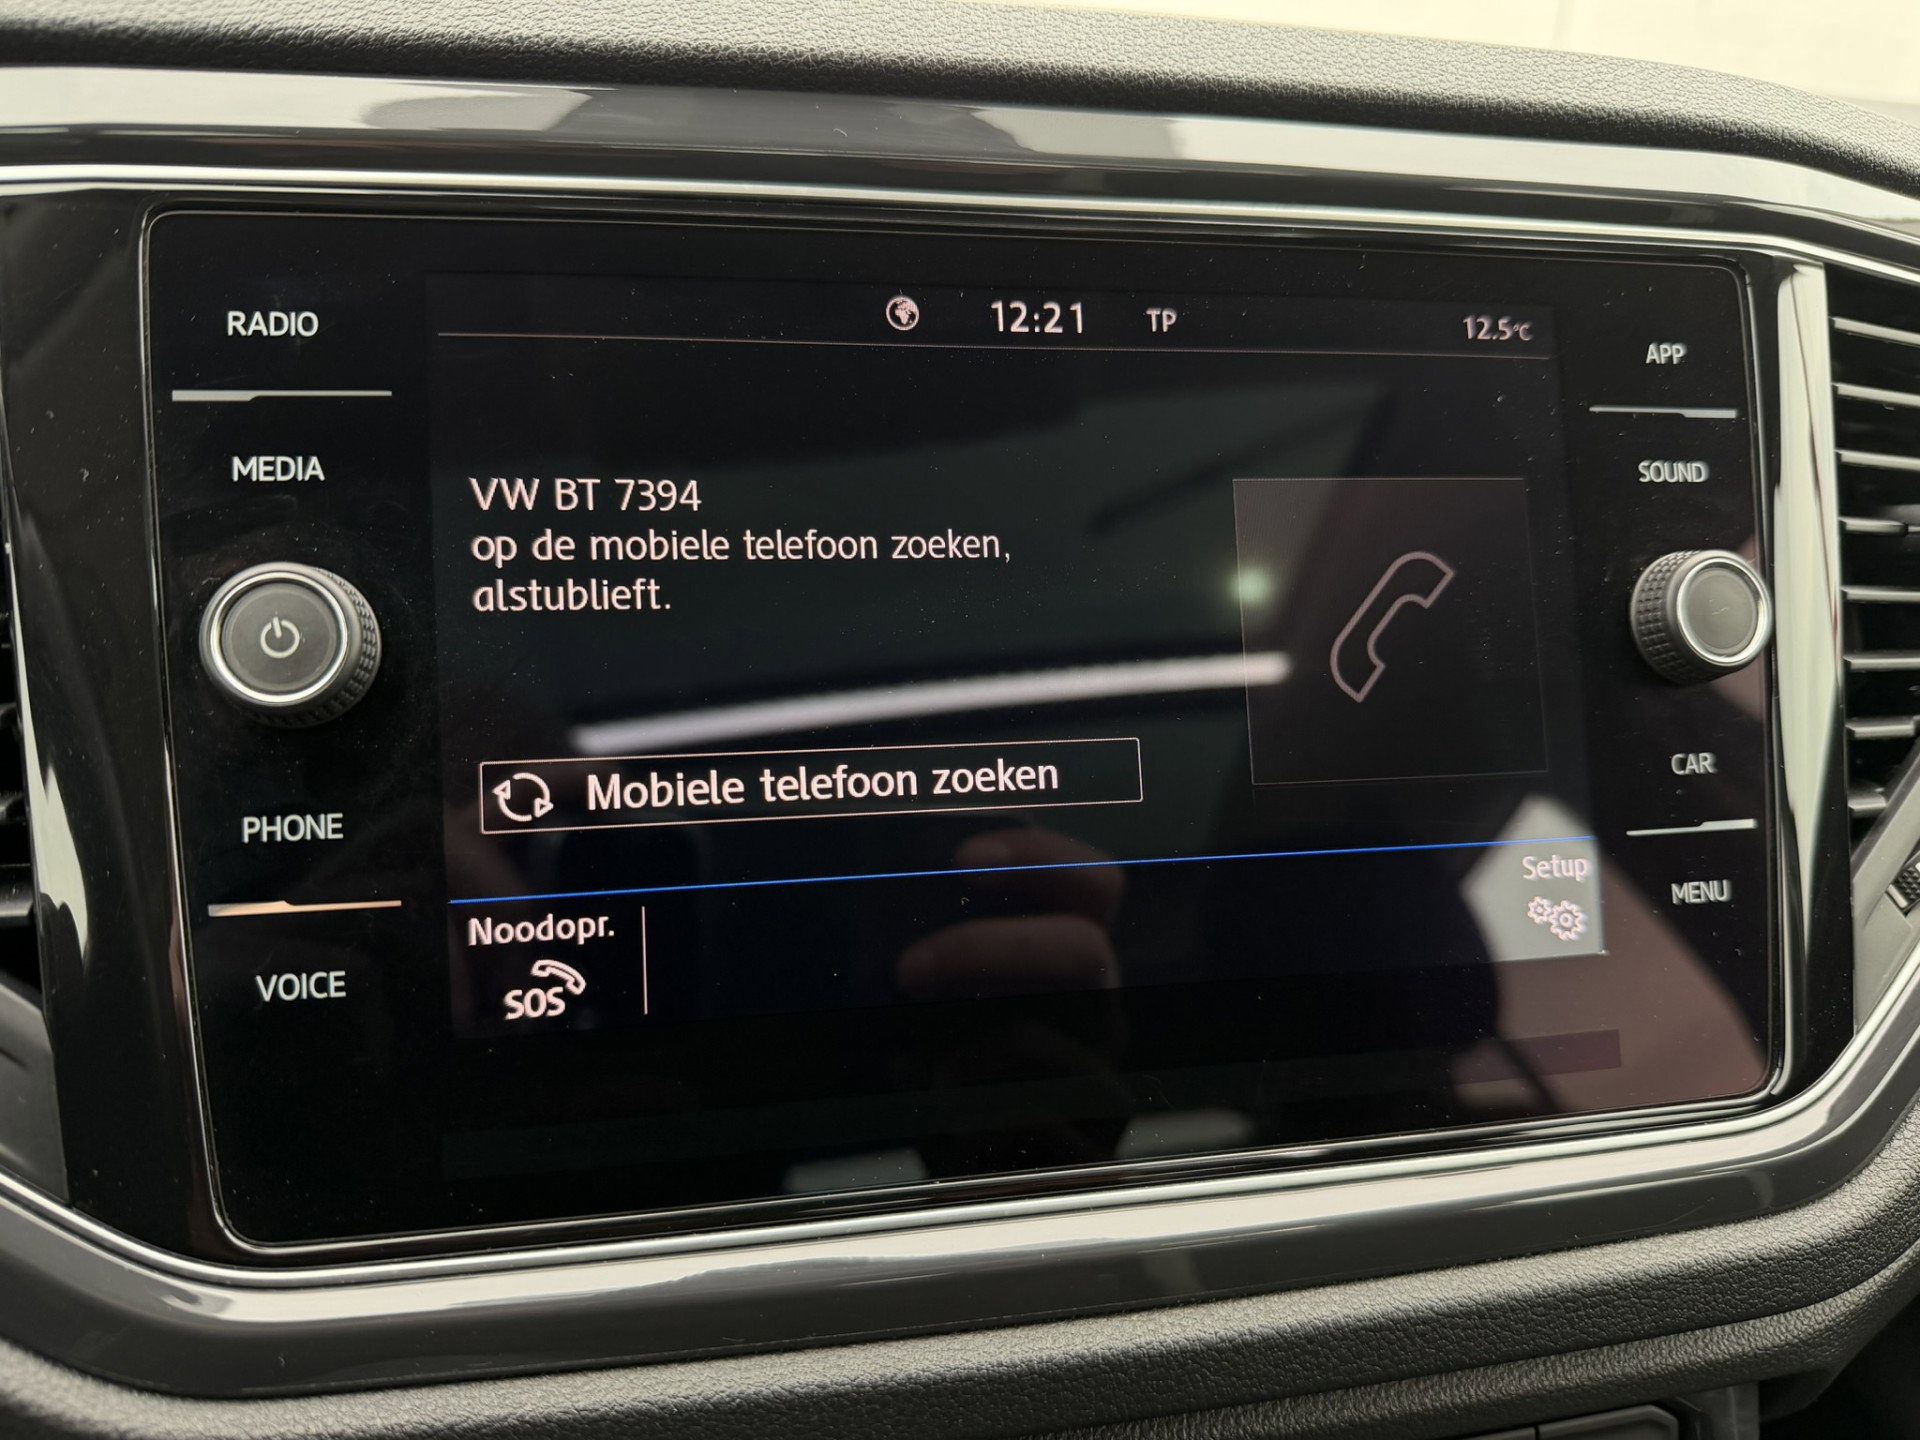 RADIO
MEDIA
PHONE
VOICE
12:21
TP
12.5°C
VW BT 7394
op de mobiele telefoon zoeken,
alstublieft.
Mobiele telefoon zoeken
Noodopr.
SOS
Setup
APP
SOUND
CAR
MENU